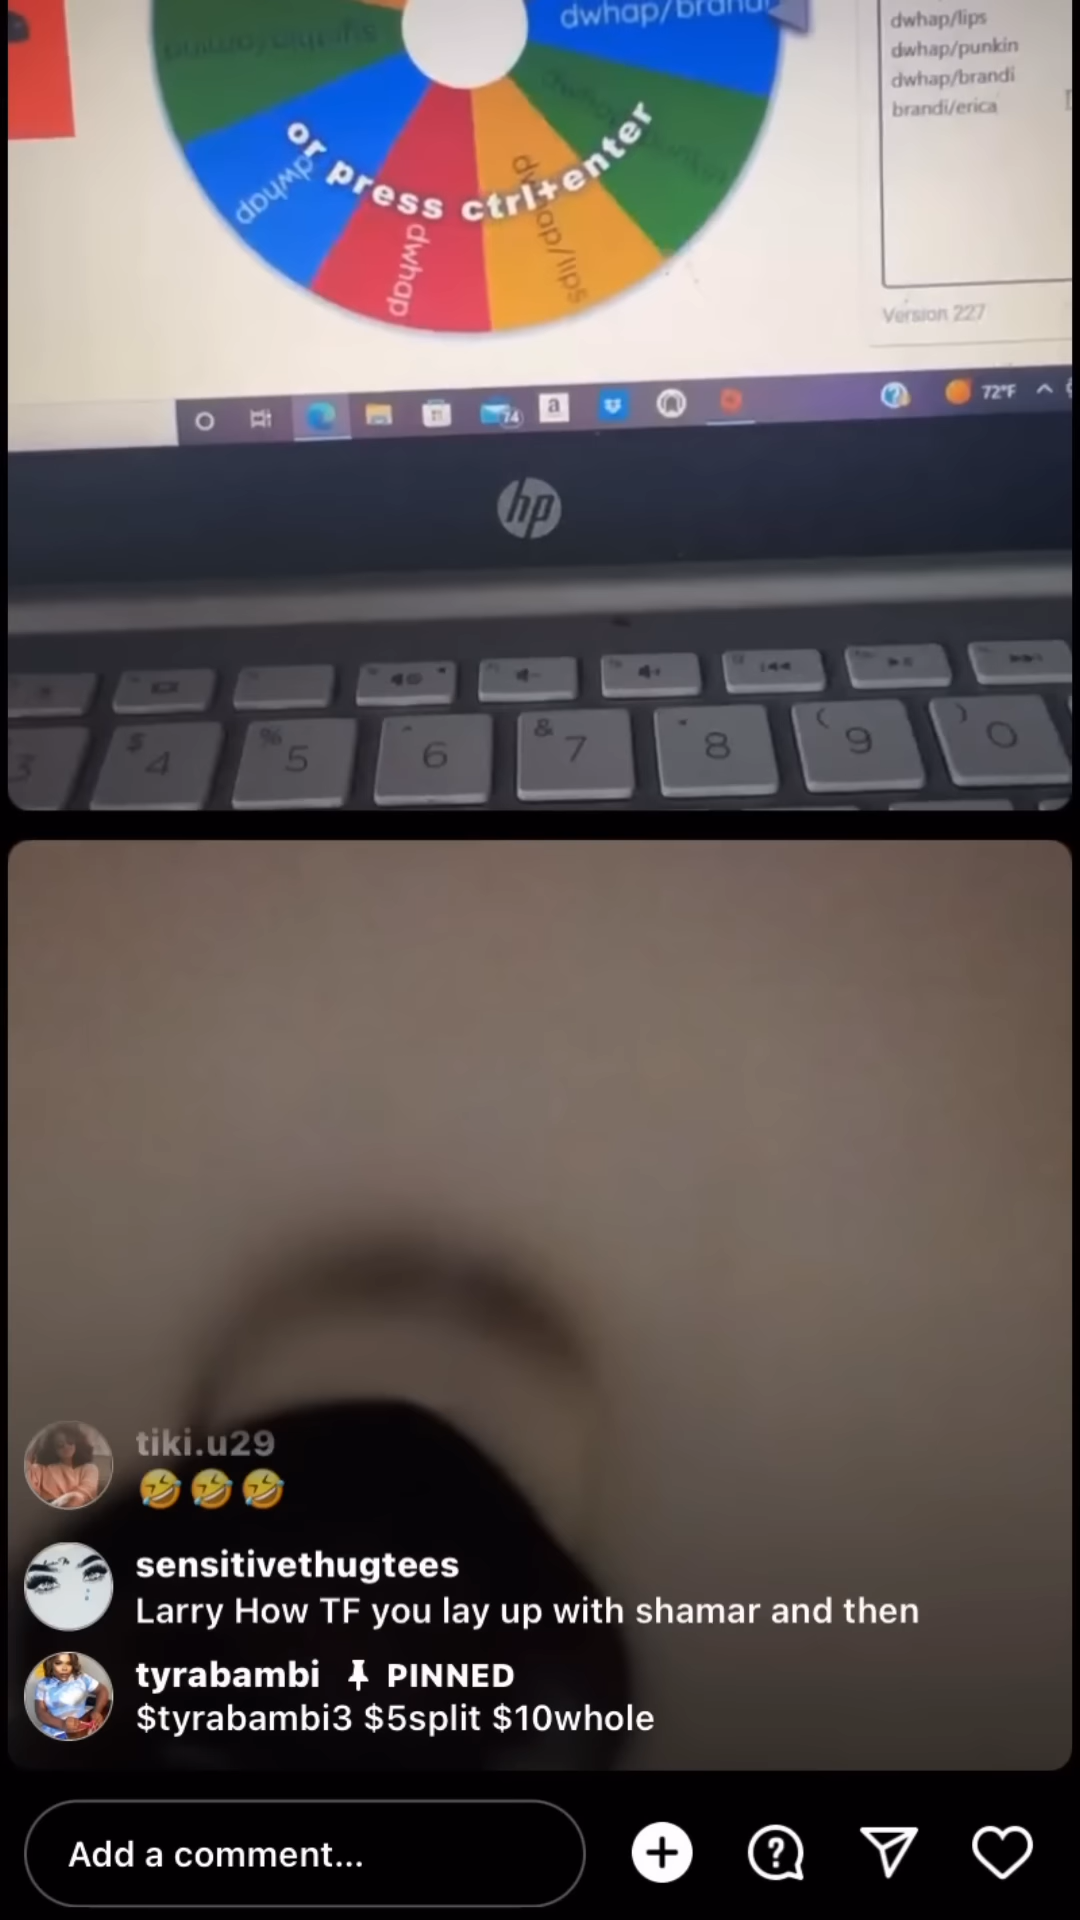 dwhap/brandi
dwhap/lips
dwhap/punkin
dwhap/brandi
brandi/erica
or press ctrl+enter
dwhap
dwhap
dwhap/lips
Version 227
74
a
72°F
hp
$ 4
% 5
^ 6
& 7
8
( 9
) 0
tiki.u29
🤣🤣🤣
sensitivethugtees
Larry How TF you lay up with shamar and then
tyrabambi PINNED
$tyrabambi3 $5split $10whole
Add a comment...